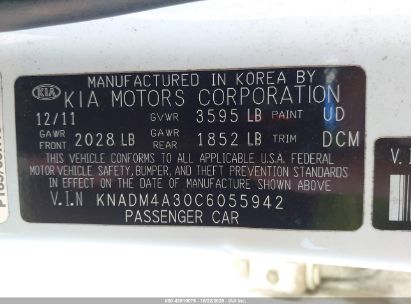 MANUFACTURED IN KOREA BY
KIA KIA MOTORS CORPORATION
12/11 GVWR 3595 LB PAINT UD
GAWR FRONT 2028 LB GAWR REAR 1852 LB TRIM DCM
THIS VEHICLE CONFORMS TO ALL APPLICABLE U.S.A. FEDERAL
MOTOR VEHICLE SAFETY, BUMPER, AND THEFT PREVENTION STANDARDS
IN EFFECT ON THE DATE OF MANUFACTURE SHOWN ABOVE
V.I.N KNADM4A30C6055942
PASSENGER CAR
V.I